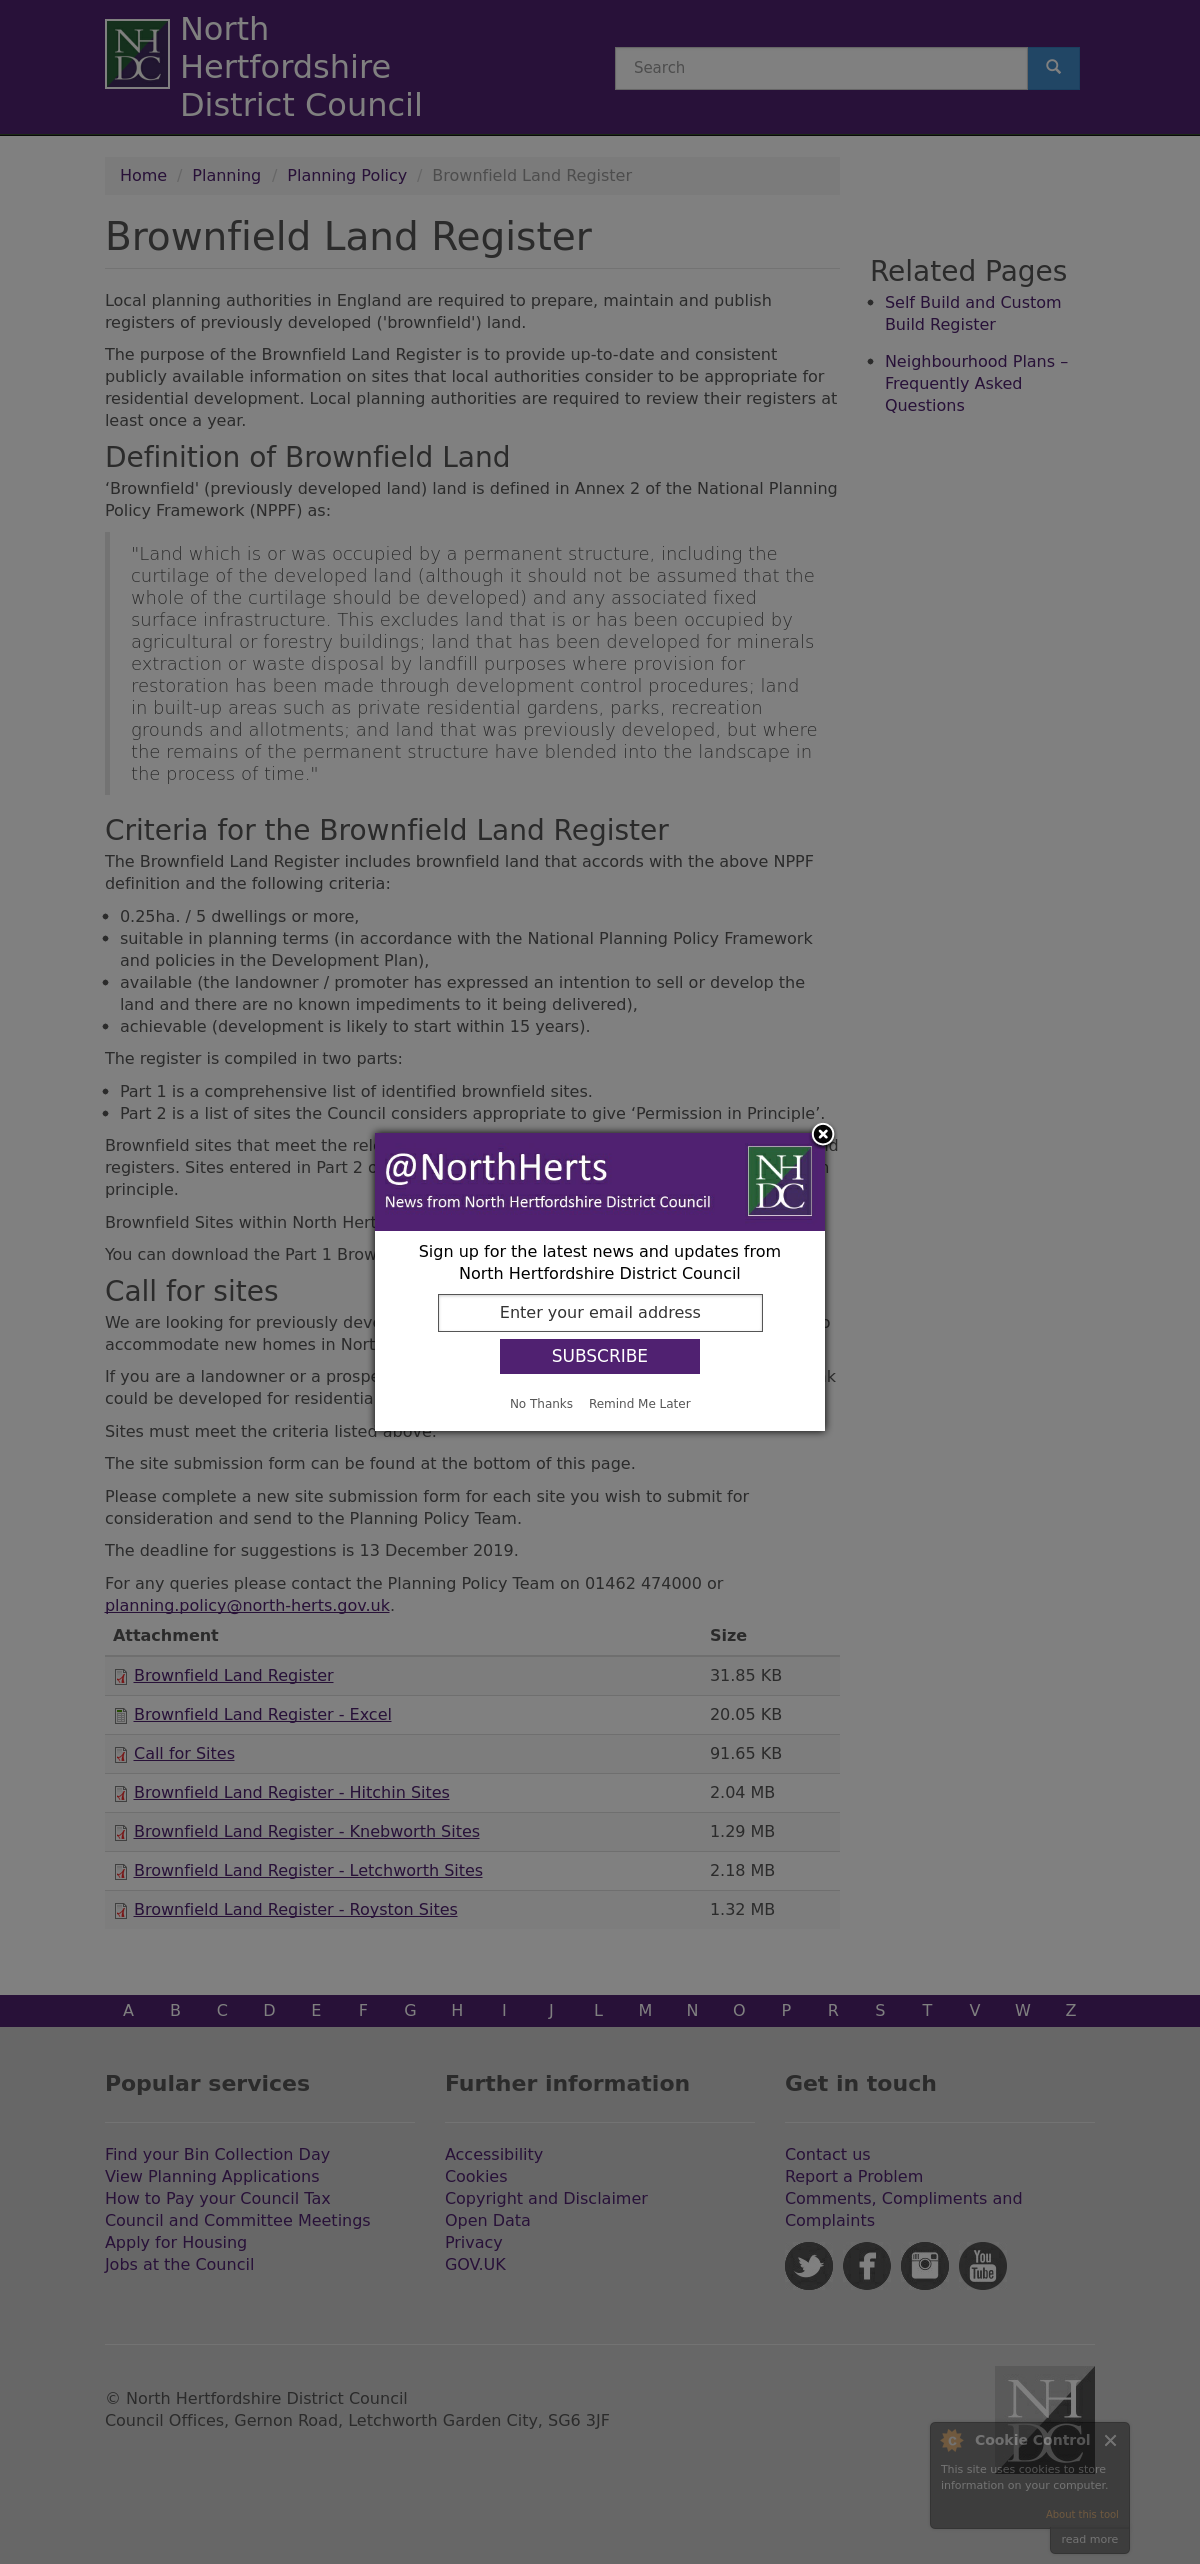 NH
DC
North
Hertfordshire
District Council
Search
Home / Planning / Planning Policy / Brownfield Land Register
Brownfield Land Register
Local planning authorities in England are required to prepare, maintain and publish
registers of previously developed ('brownfield') land.
The purpose of the Brownfield Land Register is to provide up-to-date and consistent
publicly available information on sites that local authorities consider to be appropriate for
residential development. Local planning authorities are required to review their registers at
least once a year.
Definition of Brownfield Land
‘Brownfield' (previously developed land) land is defined in Annex 2 of the National Planning
Policy Framework (NPPF) as:
"Land which is or was occupied by a permanent structure, including the
curtilage of the developed land (although it should not be assumed that the
whole of the curtilage should be developed) and any associated fixed
surface infrastructure. This excludes land that is or has been occupied by
agricultural or forestry buildings; land that has been developed for minerals
extraction or waste disposal by landfill purposes where provision for
restoration has been made through development control procedures; land
in built-up areas such as private residential gardens, parks, recreation
grounds and allotments; and land that was previously developed, but where
the remains of the permanent structure have blended into the landscape in
the process of time."
Criteria for the Brownfield Land Register
The Brownfield Land Register includes brownfield land that accords with the above NPPF
definition and the following criteria:
• 0.25ha. / 5 dwellings or more,
• suitable in planning terms (in accordance with the National Planning Policy Framework
and policies in the Development Plan),
• available (the landowner / promoter has expressed an intention to sell or develop the
land and there are no known impediments to it being delivered),
• achievable (development is likely to start within 15 years).
The register is compiled in two parts:
• Part 1 is a comprehensive list of identified brownfield sites.
• Part 2 is a list of sites the Council considers appropriate to give ‘Permission in Principle’.
Brownfield sites that meet the
registers. Sites entered in Part 2
principle.
Brownfield Sites within North
You can download the Part 1
Call for sites
We are looking for previously
accommodate new homes in
If you are a landowner or a
could be developed for
Sites must meet the criteria listed above.
The site submission form can be found at the bottom of this page.
Please complete a new site submission form for each site you wish to submit for
consideration and send to the Planning Policy Team.
The deadline for suggestions is 13 December 2019.
For any queries please contact the Planning Policy Team on 01462 474000 or
planning.policy@north-herts.gov.uk.
Attachment Size
Brownfield Land Register 31.85 KB
Brownfield Land Register - Excel 20.05 KB
Call for Sites 91.65 KB
Brownfield Land Register - Hitchin Sites 2.04 MB
Brownfield Land Register - Knebworth Sites 1.29 MB
Brownfield Land Register - Letchworth Sites 2.18 MB
Brownfield Land Register - Royston Sites 1.32 MB
Related Pages
• Self Build and Custom
Build Register
• Neighbourhood Plans –
Frequently Asked
Questions
@NorthHerts
News from North Hertfordshire District Council
NH
DC
Sign up for the latest news and updates from
North Hertfordshire District Council
Enter your email address
SUBSCRIBE
No Thanks Remind Me Later
A B C D E F G H I J L M N O P R S T V W Z
Popular services
Find your Bin Collection Day
View Planning Applications
How to Pay your Council Tax
Council and Committee Meetings
Apply for Housing
Jobs at the Council
Further information
Accessibility
Cookies
Copyright and Disclaimer
Open Data
Privacy
GOV.UK
Get in touch
Contact us
Report a Problem
Comments, Compliments and
Complaints
You
Tube
© North Hertfordshire District Council
Council Offices, Gernon Road, Letchworth Garden City, SG6 3JF
NH
DC
C Cookie Control
This site uses cookies to store
information on your computer.
About this tool
read more